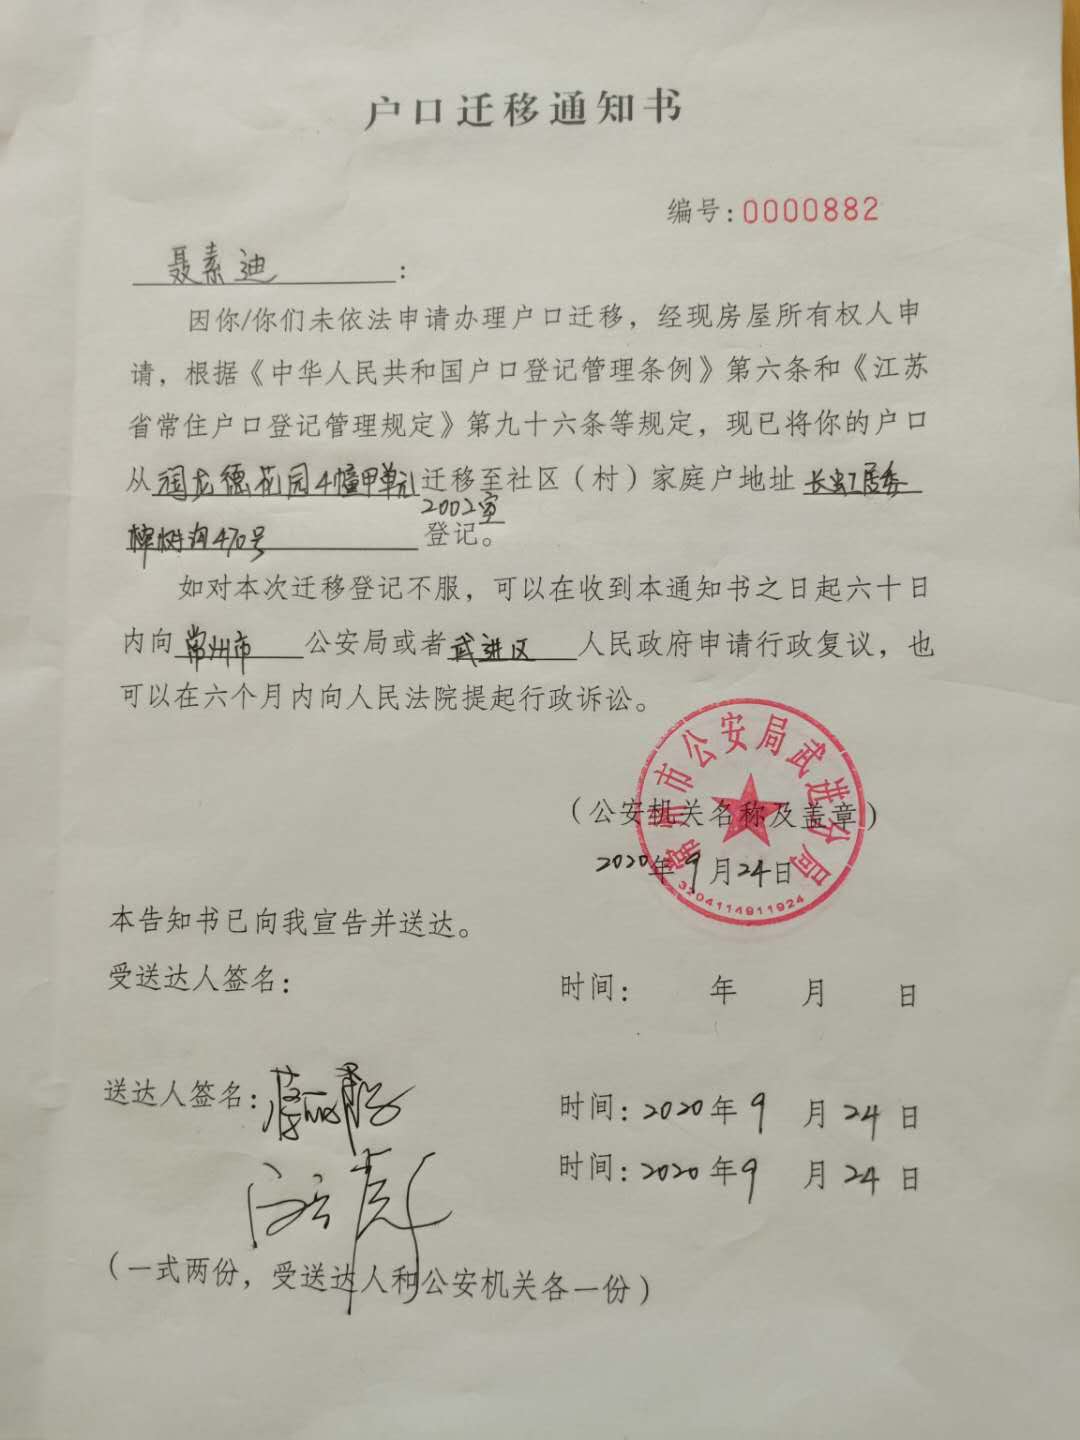 户口迁移通知书
编号:0000882
聂素迪:
因你/你们未依法申请办理户口迁移，经现房屋所有权人申
请，根据《中华人民共和国户口登记管理条例》第六条和《江苏
省常住户口登记管理规定》第九十六条等规定，现已将你的户口
从润龙德花园4幢甲单元迁移至社区（村）家庭户地址长虹居委
2002室
树沟470号登记。
如对本次迁移登记不服，可以在收到本通知书之日起六十日
内向常州市公安局或者武进区人民政府申请行政复议，也
可以在六个月内向人民法院提起行政诉讼。
常州市公安局武进分局
（公安机关名称及盖章）
2020年9月24日
3204114911924
本告知书已向我宣告并送达。
受送达人签名: 时间: 年 月 日
送达人签名: 时间:2020年9月24日
时间:2020年9月24日
（一式两份，受送达人和公安机关各一份）